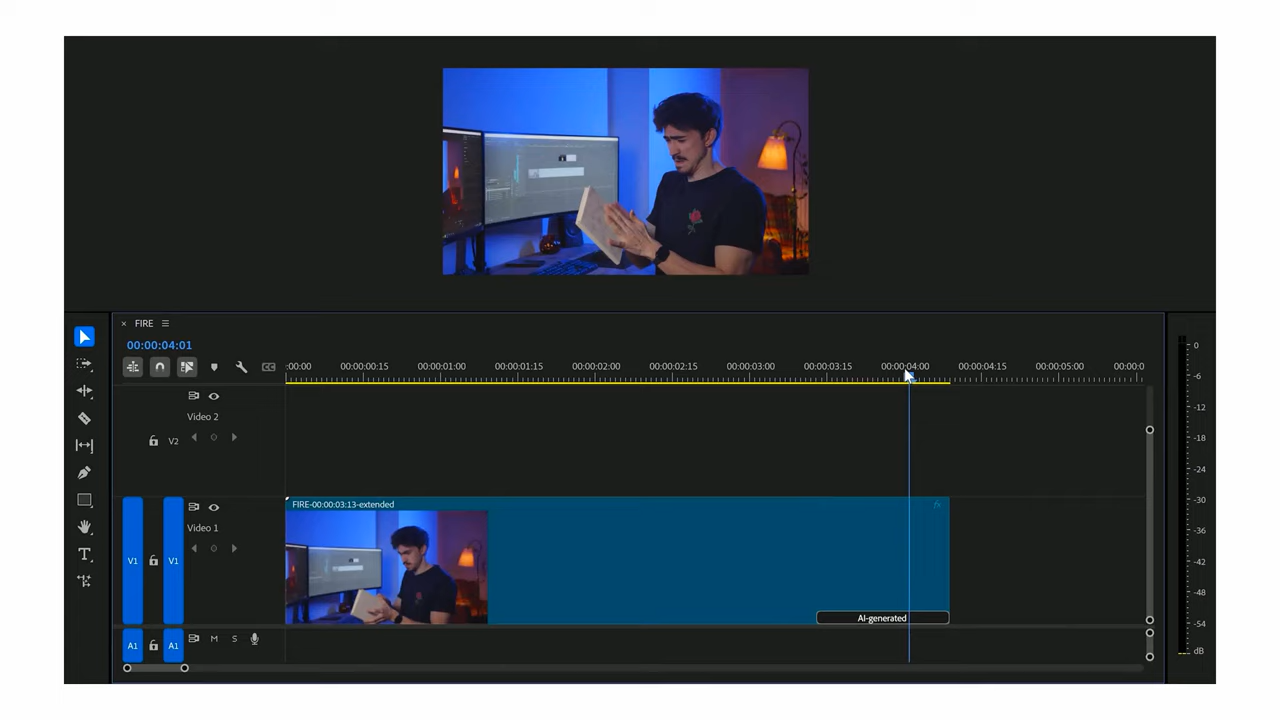 × FIRE
00:00:04:01
CC
:00:00 00:00:00:15 00:00:01:00 00:00:01:15 00:00:02:00 00:00:02:15 00:00:03:00 00:00:03:15 00:00:04:00 00:00:04:15 00:00:05:00 00:00:0
Video 2
V2
FIRE-00:00:03:13-extended fx
Video 1
V1 V1
AI-generated
A1 A1 M S
T
0
-6
-12
-18
-24
-30
-36
-42
-48
-54
dB